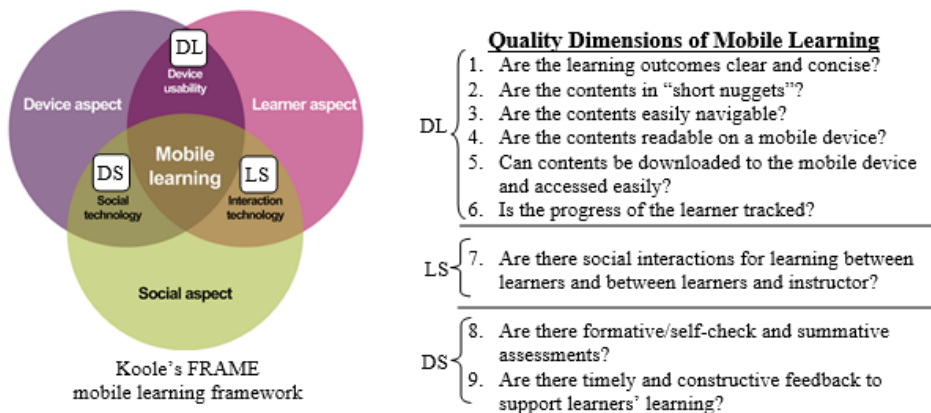 DL
Device
usability
Device aspect
Learner aspect
Mobile
learning
DS
LS
Social
technology
Interaction
technology
Social aspect
Koole's FRAME
mobile learning framework
Quality Dimensions of Mobile Learning
DL
1. Are the learning outcomes clear and concise?
2. Are the contents in "short nuggets"?
3. Are the contents easily navigable?
4. Are the contents readable on a mobile device?
5. Can contents be downloaded to the mobile device
and accessed easily?
6. Is the progress of the learner tracked?
LS
7. Are there social interactions for learning between
learners and between learners and instructor?
DS
8. Are there formative/self-check and summative
assessments?
9. Are there timely and constructive feedback to
support learners' learning?